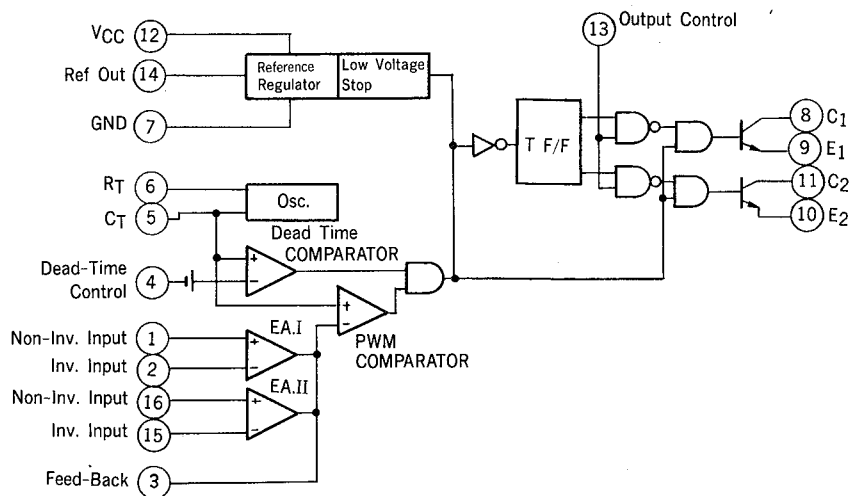 13 Output Control
VCC 12
Ref Out 14
Reference Regulator
Low Voltage Stop
GND 7
T F/F
8 C1
9 E1
11 C2
10 E2
RT 6
CT 5
Osc.
Dead Time COMPARATOR
Dead-Time Control 4
+
−
+
−
PWM COMPARATOR
Non-Inv. Input 1
Inv. Input 2
EA.I
+
−
Non-Inv. Input 16
Inv. Input 15
EA.II
+
−
Feed-Back 3